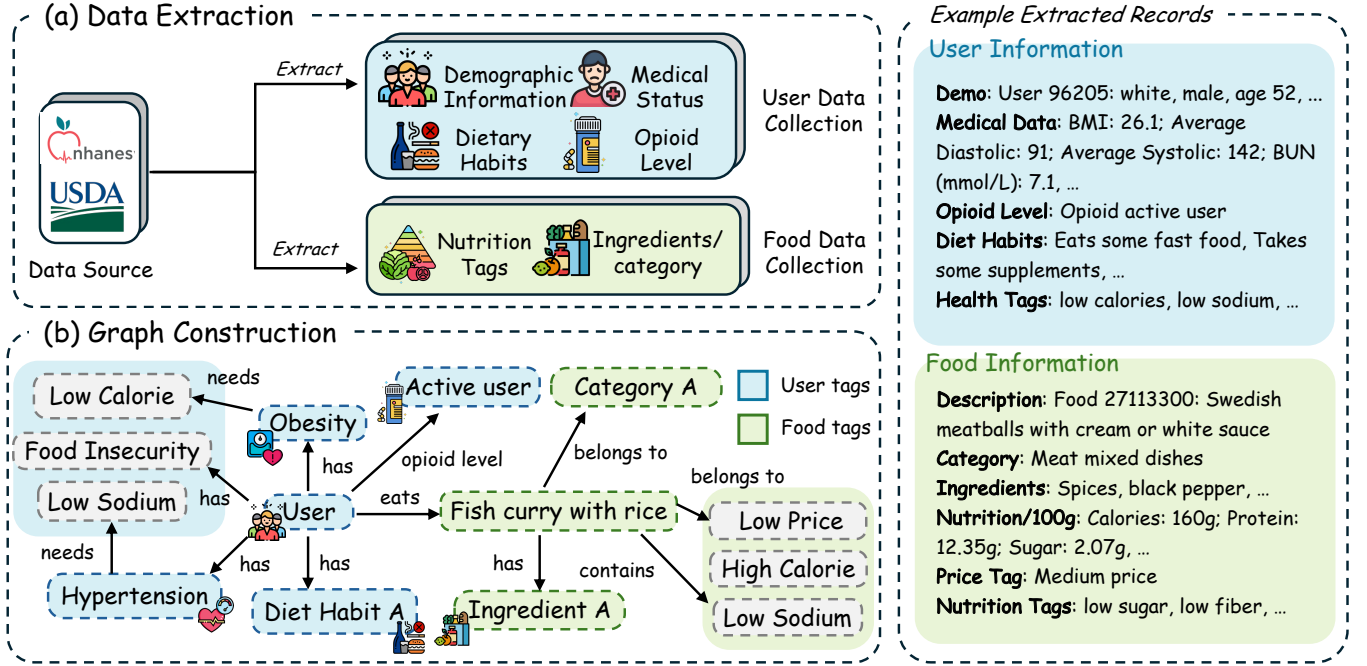 (a) Data Extraction
nhanes
USDA
Data Source
Extract
Extract
Demographic
Information
Medical
Status
Dietary
Habits
Opioid
Level
User Data
Collection
Nutrition
Tags
Ingredients/
category
Food Data
Collection
(b) Graph Construction
Low Calorie
Food Insecurity
Low Sodium
needs
Obesity
has
has
User
needs
has
Hypertension
has
Diet Habit A
opioid level
Active user
eats
Fish curry with rice
belongs to
Category A
has
Ingredient A
contains
belongs to
Low Price
High Calorie
Low Sodium
User tags
Food tags
Example Extracted Records
User Information
Demo: User 96205: white, male, age 52, ...
Medical Data: BMI: 26.1; Average
Diastolic: 91; Average Systolic: 142; BUN
(mmol/L): 7.1, ...
Opioid Level: Opioid active user
Diet Habits: Eats some fast food, Takes
some supplements, ...
Health Tags: low calories, low sodium, ...
Food Information
Description: Food 27113300: Swedish
meatballs with cream or white sauce
Category: Meat mixed dishes
Ingredients: Spices, black pepper, ...
Nutrition/100g: Calories: 160g; Protein:
12.35g; Sugar: 2.07g, ...
Price Tag: Medium price
Nutrition Tags: low sugar, low fiber, ...